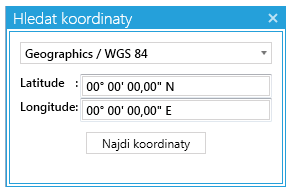 Hledat koordinaty
Geographics / WGS 84
Latitude : 00° 00' 00,00" N
Longitude: 00° 00' 00,00" E
Najdi koordinaty